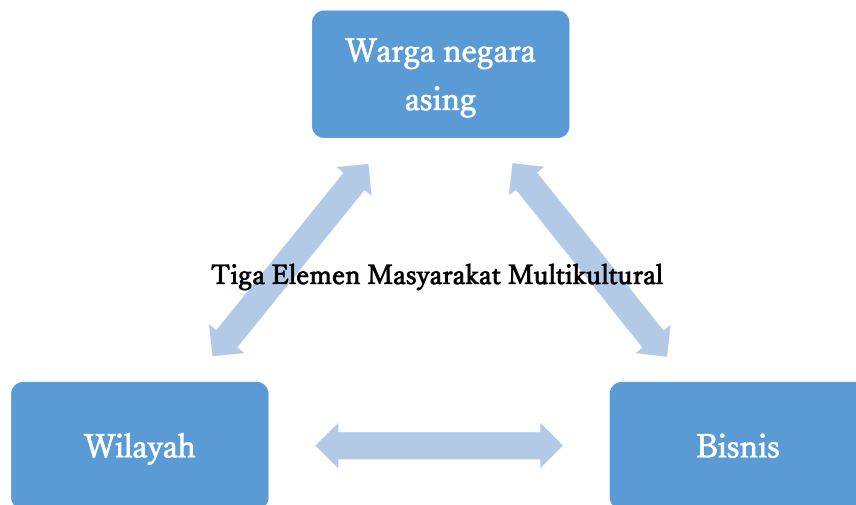 Warga negara
asing
Tiga Elemen Masyarakat Multikultural
Wilayah
Bisnis